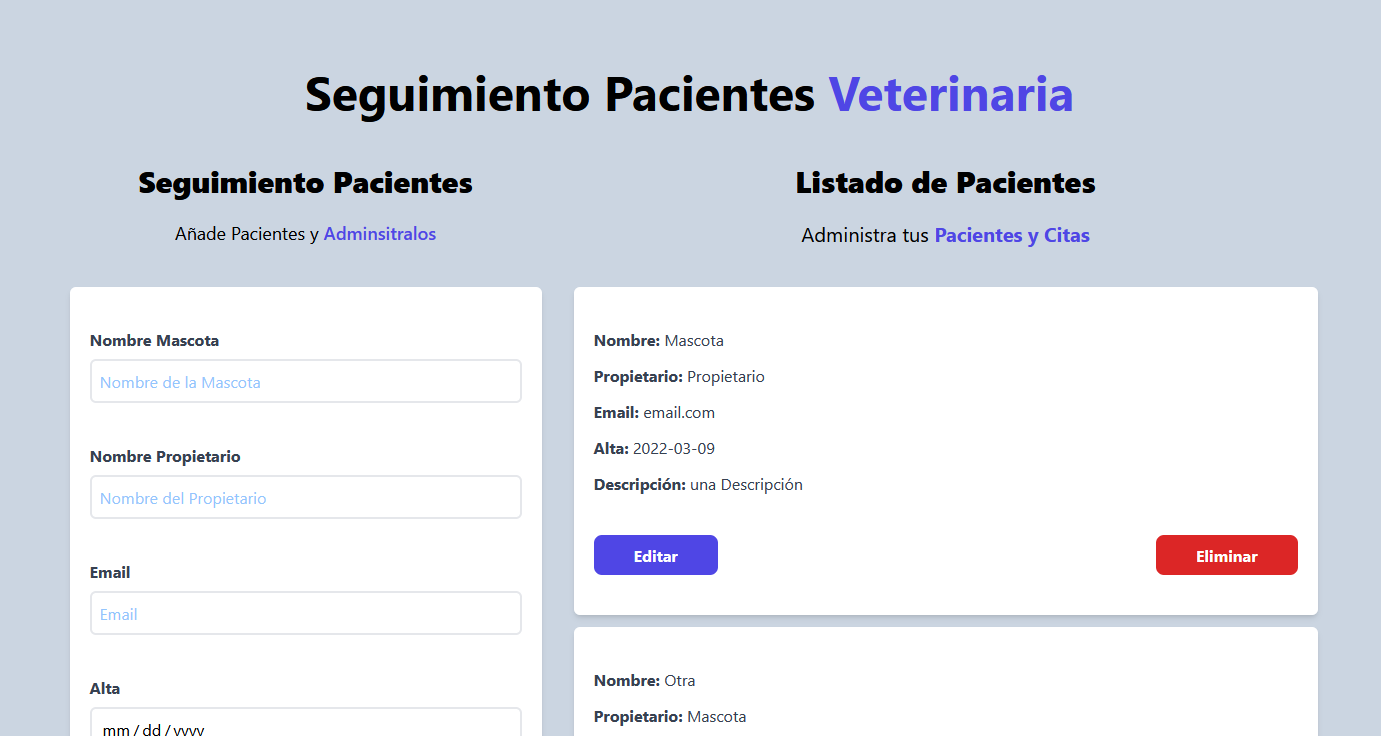 Seguimiento Pacientes Veterinaria
Seguimiento Pacientes
Añade Pacientes y Adminsitralos
Nombre Mascota
Nombre de la Mascota
Nombre Propietario
Nombre del Propietario
Email
Email
Alta
mm / dd / yyyy
Listado de Pacientes
Administra tus Pacientes y Citas
Nombre: Mascota
Propietario: Propietario
Email: email.com
Alta: 2022-03-09
Descripción: una Descripción
Editar
Eliminar
Nombre: Otra
Propietario: Mascota